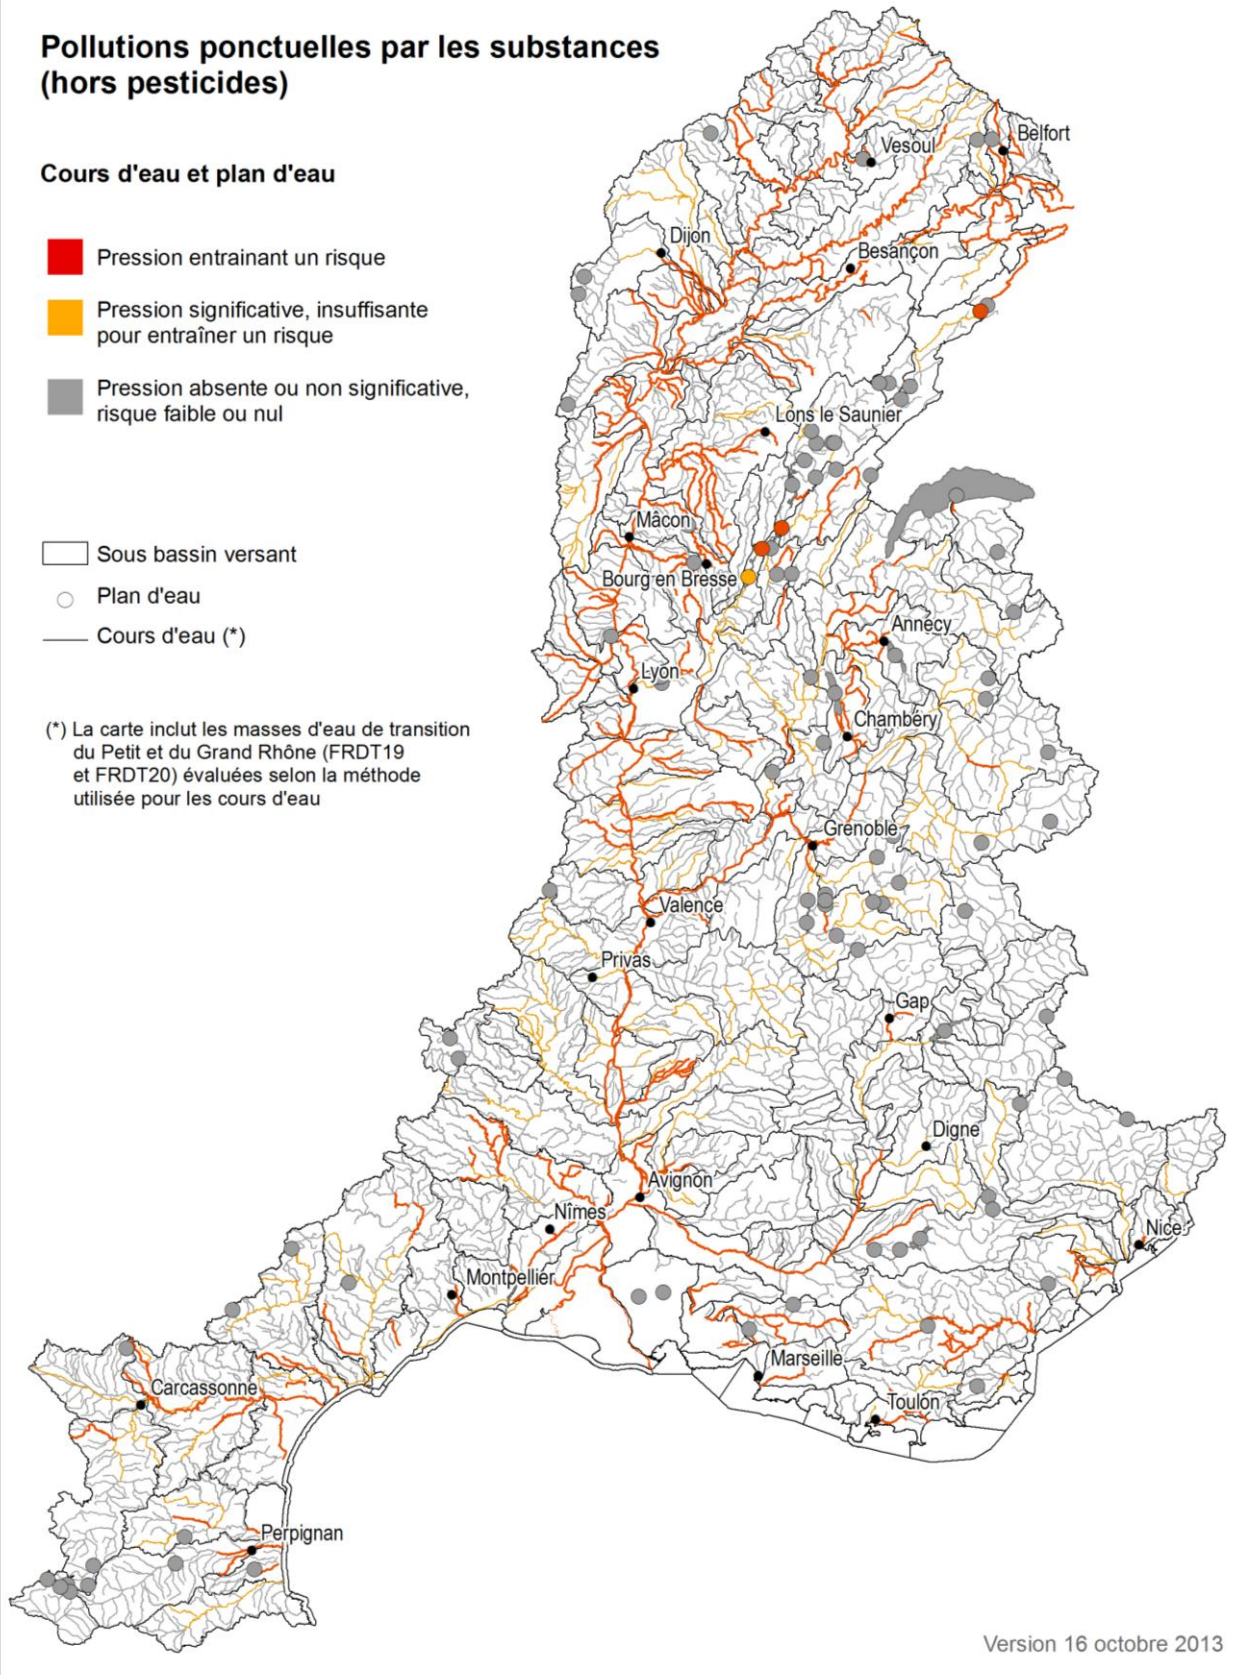 Pollutions ponctuelles par les substances
(hors pesticides)
Cours d'eau et plan d'eau
Pression entrainant un risque
Pression significative, insuffisante
pour entraîner un risque
Pression absente ou non significative,
risque faible ou nul
Sous bassin versant
Plan d'eau
Cours d'eau (*)
(*) La carte inclut les masses d'eau de transition
du Petit et du Grand Rhône (FRDT19
et FRDT20) évaluées selon la méthode
utilisée pour les cours d'eau
Belfort
Vesoul
Dijon
Besançon
Lons le Saunier
Mâcon
Bourg en Bresse
Annecy
Lyon
Chambéry
Grenoble
Valence
Privas
Gap
Digne
Avignon
Nîmes
Nice
Montpellier
Marseille
Carcassonne
Toulon
Perpignan
Version 16 octobre 2013